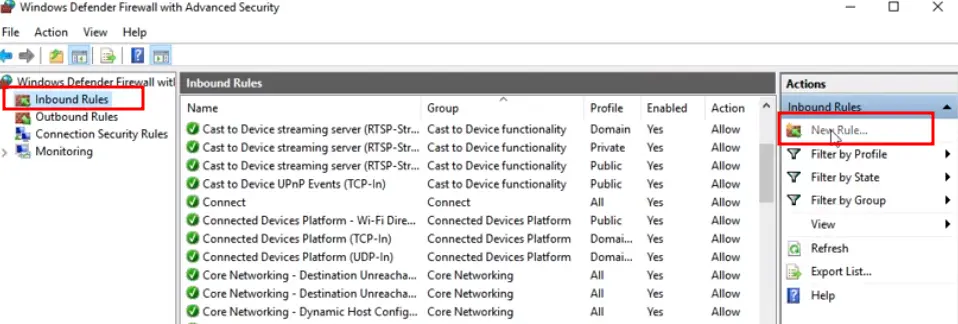 Windows Defender Firewall with Advanced Security
File Action View Help
Windows Defender Firewall with
Inbound Rules
Outbound Rules
Connection Security Rules
Monitoring
Inbound Rules
Name Group Profile Enabled Action
Cast to Device streaming server (RTSP-Str... Cast to Device functionality Domain Yes Allow
Cast to Device streaming server (RTSP-Str... Cast to Device functionality Private Yes Allow
Cast to Device streaming server (RTSP-Str... Cast to Device functionality Public Yes Allow
Cast to Device UPnP Events (TCP-In) Cast to Device functionality Public Yes Allow
Connect Connect All Yes Allow
Connected Devices Platform - Wi-Fi Dire... Connected Devices Platform Public Yes Allow
Connected Devices Platform (TCP-In) Connected Devices Platform Domai... Yes Allow
Connected Devices Platform (UDP-In) Connected Devices Platform Domai... Yes Allow
Core Networking - Destination Unreacha... Core Networking All Yes Allow
Core Networking - Destination Unreacha... Core Networking All Yes Allow
Core Networking - Dynamic Host Config... Core Networking All Yes Allow
Actions
Inbound Rules
New Rule...
Filter by Profile
Filter by State
Filter by Group
View
Refresh
Export List...
Help